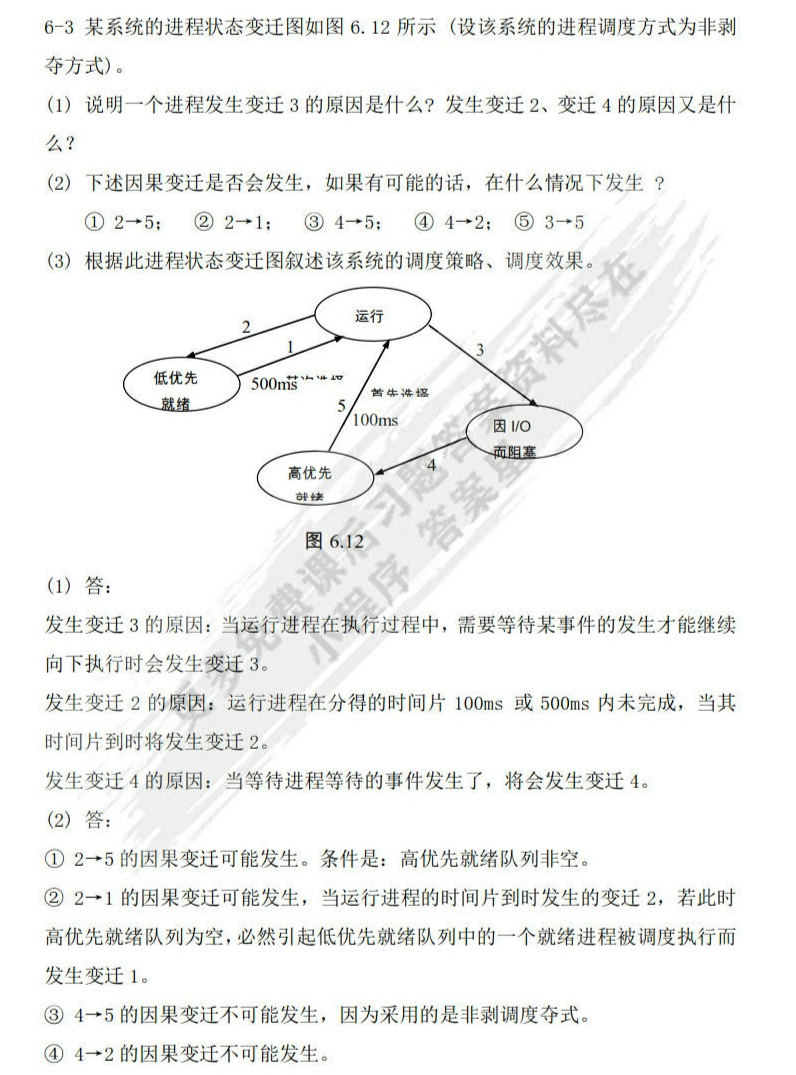 6-3 某系统的进程状态变迁图如图 6.12 所示 (设该系统的进程调度方式为非剥
夺方式)。
(1) 说明一个进程发生变迁 3 的原因是什么? 发生变迁 2、变迁 4 的原因又是什
么?
(2) 下述因果变迁是否会发生, 如果有可能的话, 在什么情况下发生 ?
① 2→5; ② 2→1; ③ 4→5; ④ 4→2; ⑤ 3→5
(3) 根据此进程状态变迁图叙述该系统的调度策略、调度效果。
运行
2
1
3
低优先
就绪
500ms
首先选择
5
100ms
因 I/O
而阻塞
4
高优先
就绪
图 6.12
(1) 答:
发生变迁 3 的原因: 当运行进程在执行过程中, 需要等待某事件的发生才能继续
向下执行时会发生变迁 3。
发生变迁 2 的原因: 运行进程在分得的时间片 100ms 或 500ms 内未完成, 当其
时间片到时将发生变迁 2。
发生变迁 4 的原因: 当等待进程等待的事件发生了, 将会发生变迁 4。
(2) 答:
① 2→5 的因果变迁可能发生。条件是: 高优先就绪队列非空。
② 2→1 的因果变迁可能发生, 当运行进程的时间片到时发生的变迁 2, 若此时
高优先就绪队列为空, 必然引起低优先就绪队列中的一个就绪进程被调度执行而
发生变迁 1。
③ 4→5 的因果变迁不可能发生, 因为采用的是非剥调度夺式。
④ 4→2 的因果变迁不可能发生。
更多免费课后习题答案资料尽在
小程序 答案星